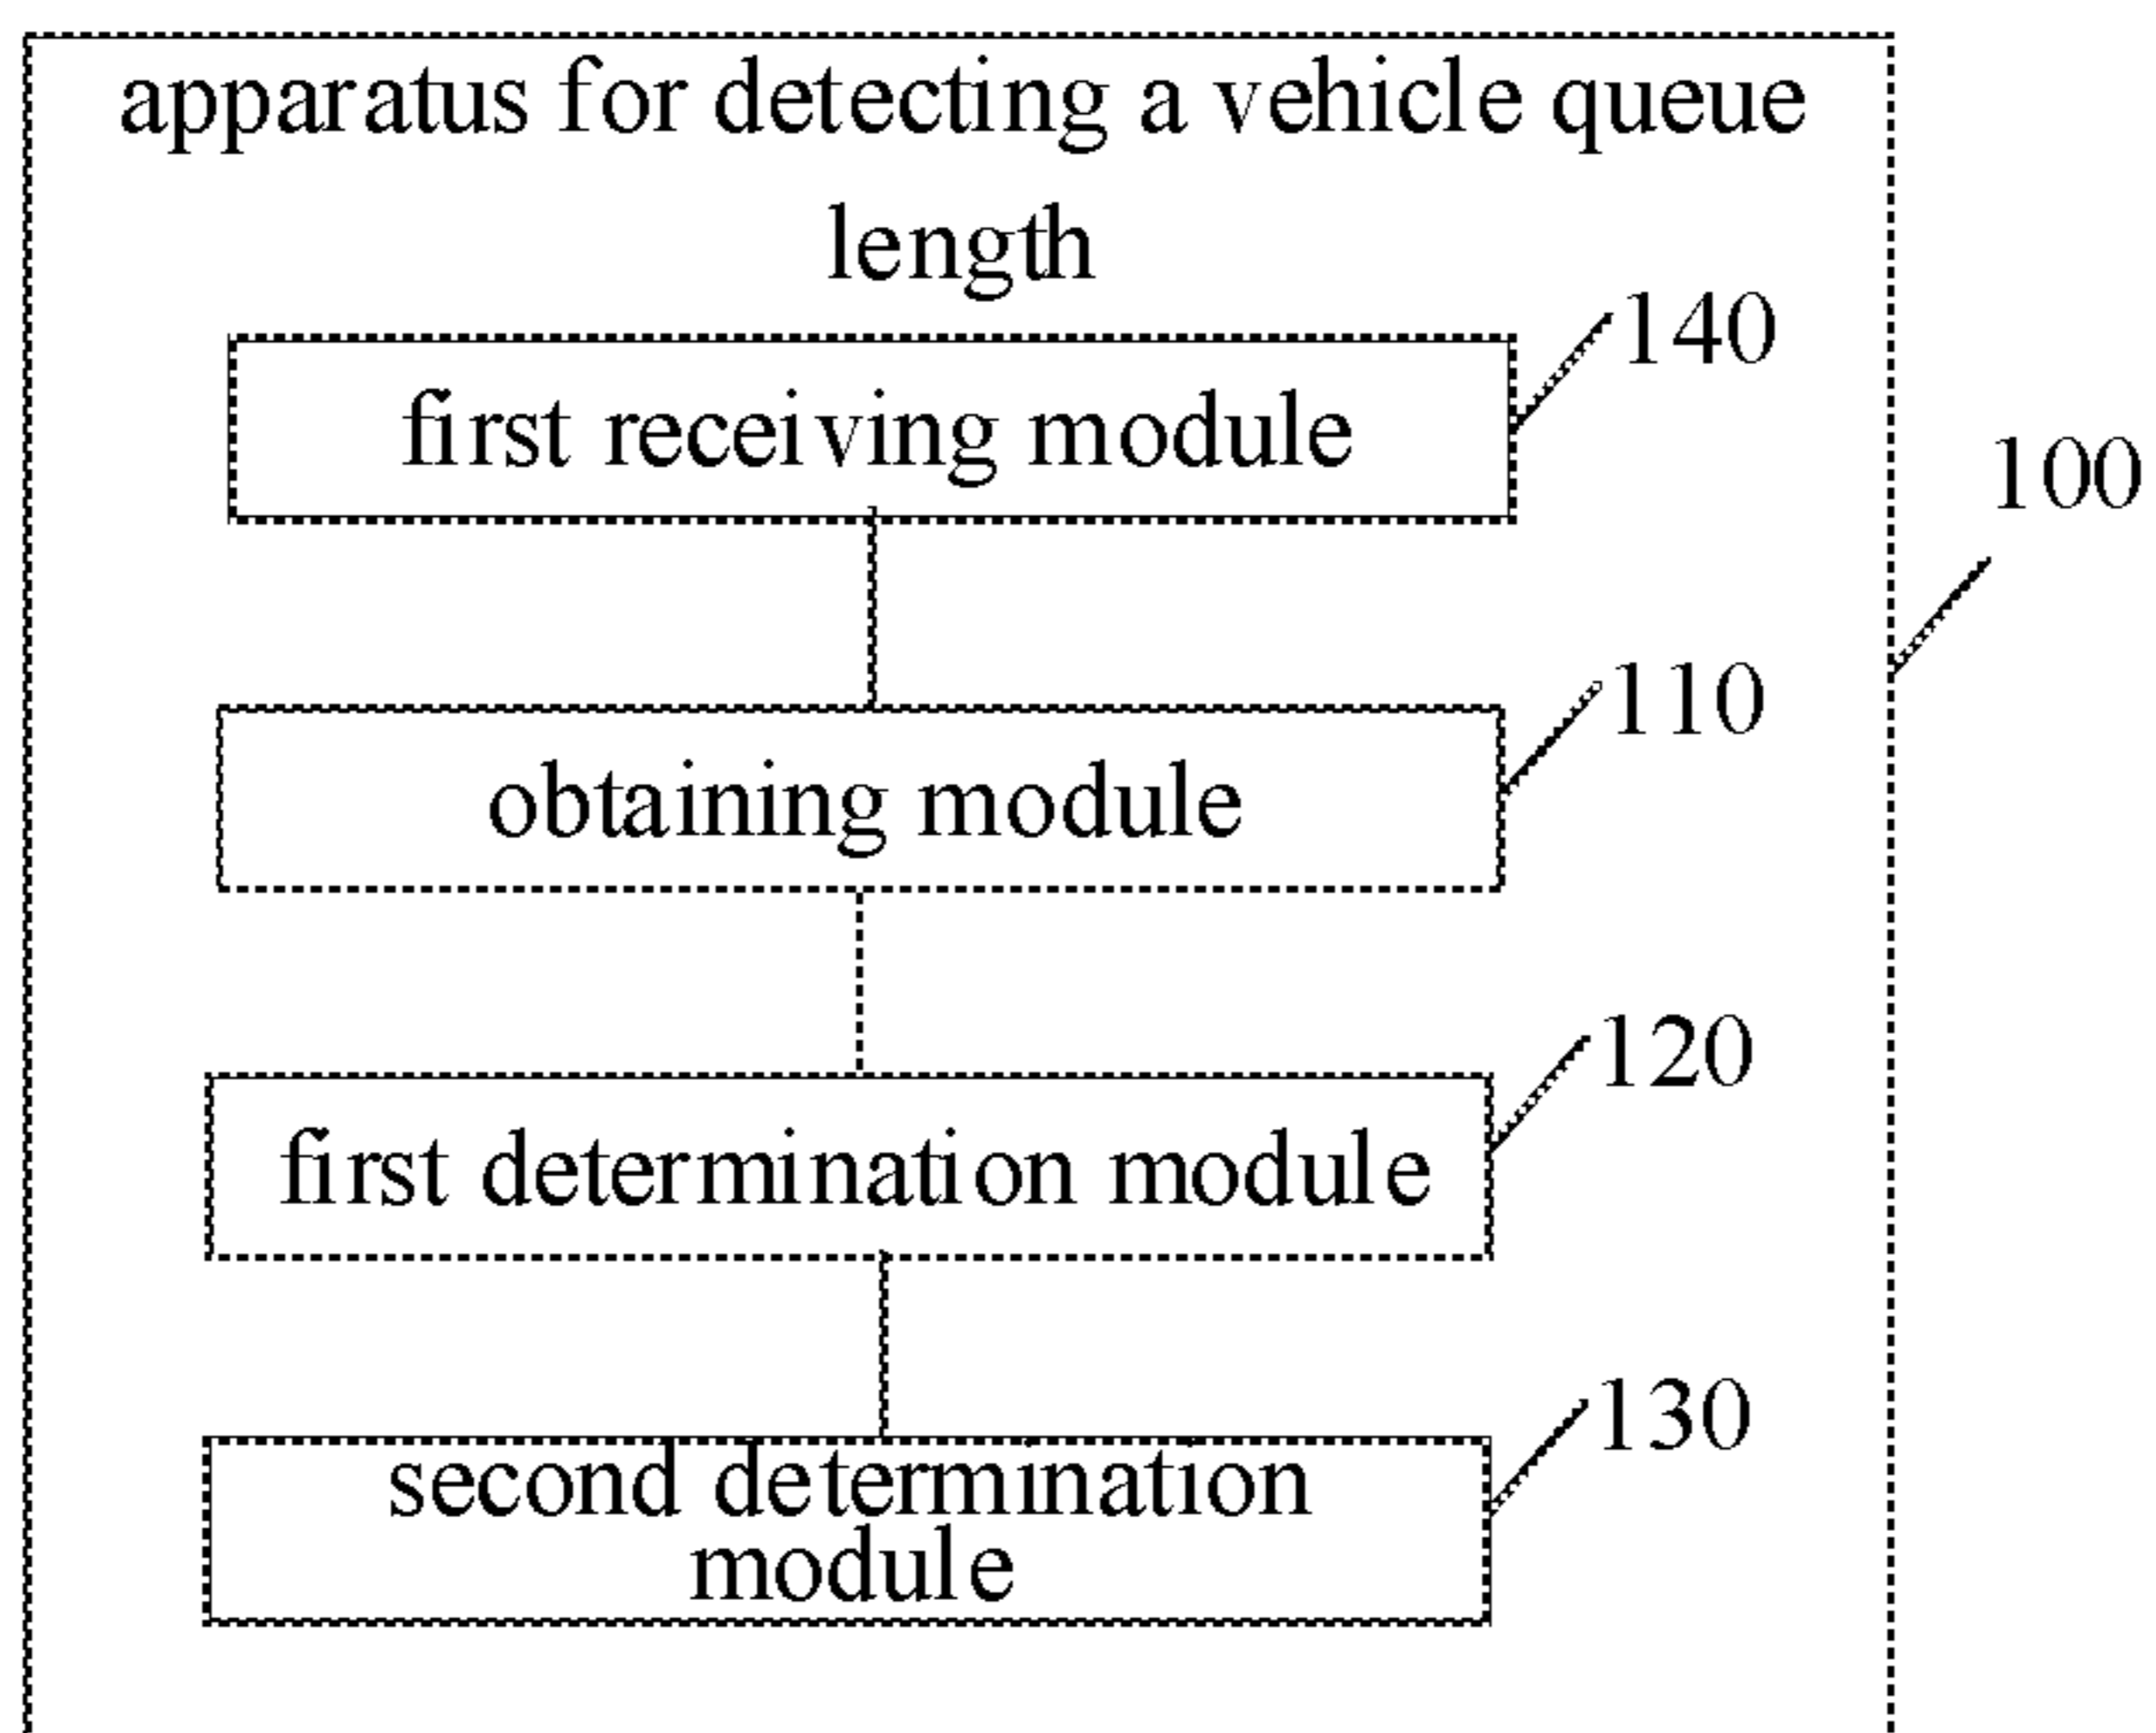 apparatus for detecting a vehicle queue
length
140
first receiving module
100
110
obtaining module
120
first determination module
130
second determination
module